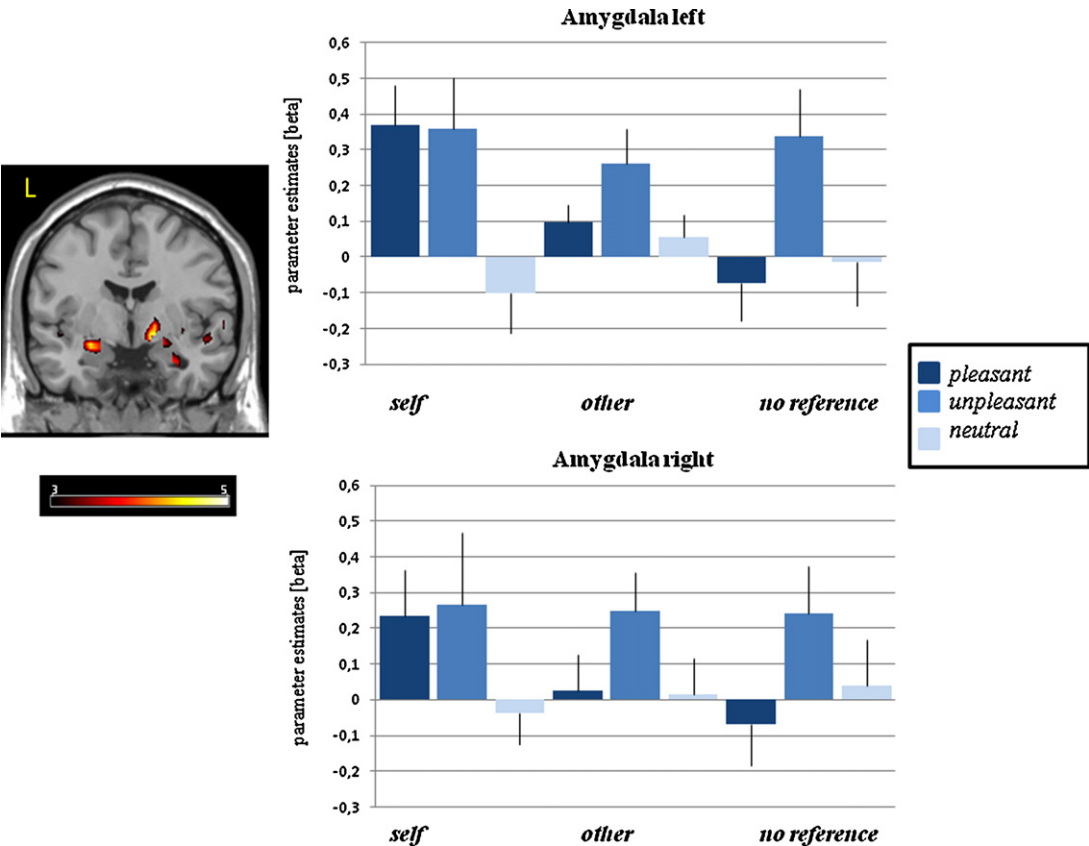 Amygdala left
parameter estimates [beta]
0,6
0,5
0,4
0,3
0,2
0,1
0
-0,1
-0,2
-0,3
self other no reference
L
3 5
pleasant
unpleasant
neutral
Amygdala right
parameter estimates [beta]
0,6
0,5
0,4
0,3
0,2
0,1
0
-0,1
-0,2
-0,3
self other no reference